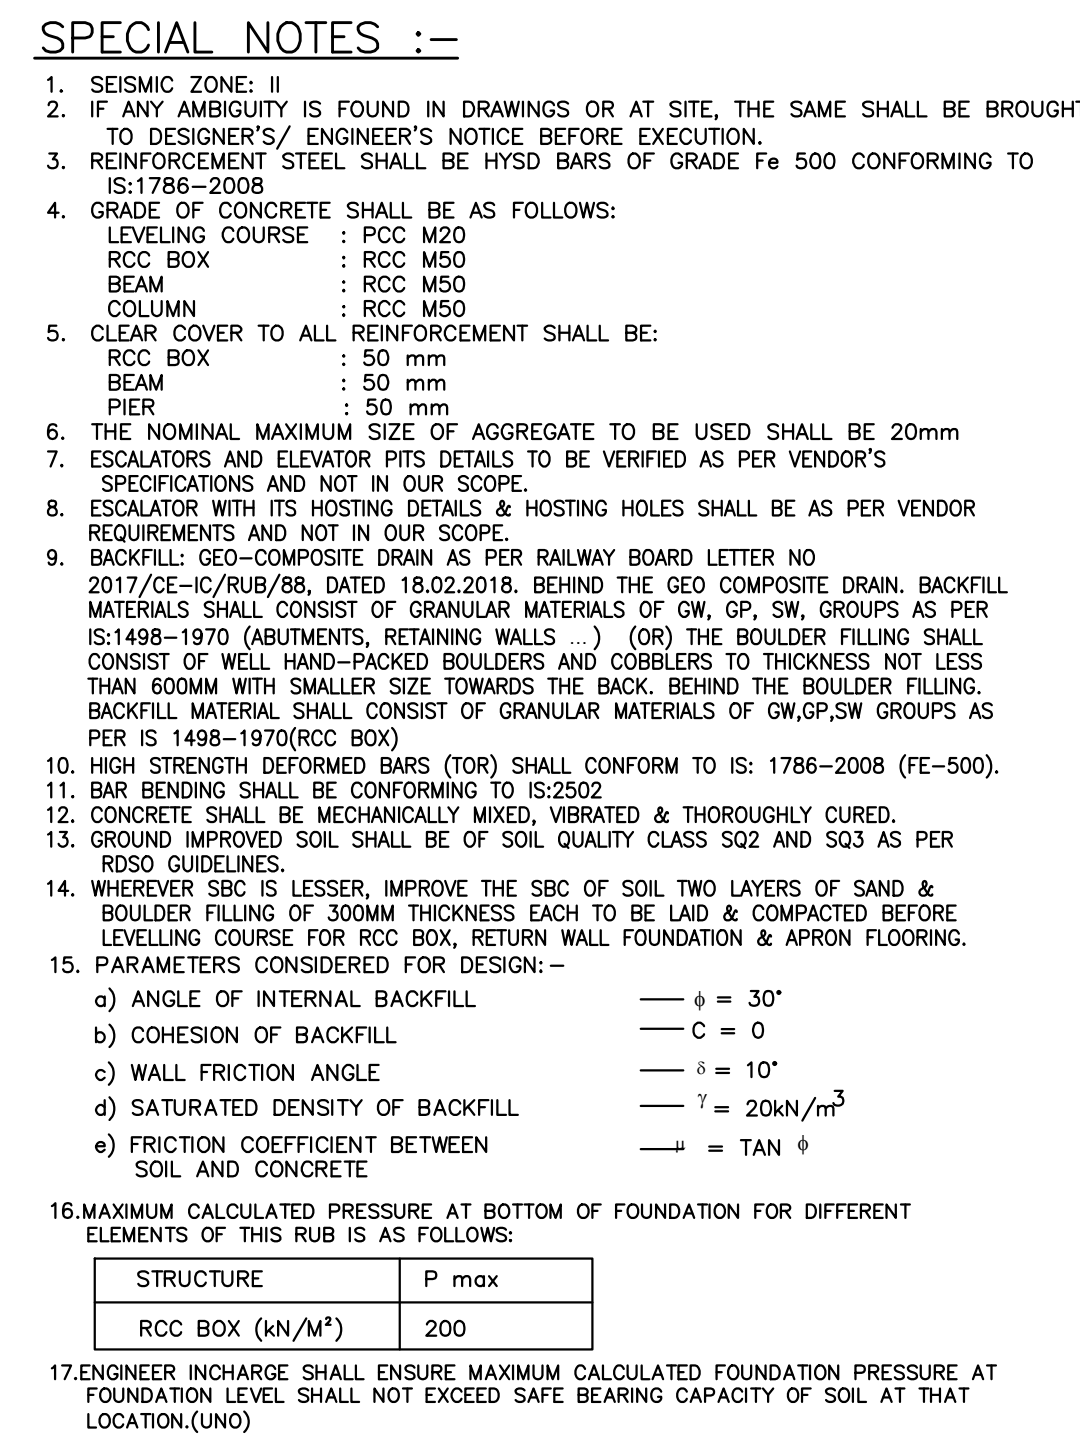 SPECIAL NOTES :-
1. SEISMIC ZONE: II
2. IF ANY AMBIGUITY IS FOUND IN DRAWINGS OR AT SITE, THE SAME SHALL BE BROUGHT
TO DESIGNER'S/ ENGINEER'S NOTICE BEFORE EXECUTION.
3. REINFORCEMENT STEEL SHALL BE HYSD BARS OF GRADE Fe 500 CONFORMING TO
IS:1786-2008
4. GRADE OF CONCRETE SHALL BE AS FOLLOWS:
LEVELING COURSE : PCC M20
RCC BOX : RCC M50
BEAM : RCC M50
COLUMN : RCC M50
5. CLEAR COVER TO ALL REINFORCEMENT SHALL BE:
RCC BOX : 50 mm
BEAM : 50 mm
PIER : 50 mm
6. THE NOMINAL MAXIMUM SIZE OF AGGREGATE TO BE USED SHALL BE 20mm
7. ESCALATORS AND ELEVATOR PITS DETAILS TO BE VERIFIED AS PER VENDOR'S
SPECIFICATIONS AND NOT IN OUR SCOPE.
8. ESCALATOR WITH ITS HOSTING DETAILS & HOSTING HOLES SHALL BE AS PER VENDOR
REQUIREMENTS AND NOT IN OUR SCOPE.
9. BACKFILL: GEO-COMPOSITE DRAIN AS PER RAILWAY BOARD LETTER NO
2017/CE-IC/RUB/88, DATED 18.02.2018. BEHIND THE GEO COMPOSITE DRAIN. BACKFILL
MATERIALS SHALL CONSIST OF GRANULAR MATERIALS OF GW, GP, SW, GROUPS AS PER
IS:1498-1970 (ABUTMENTS, RETAINING WALLS ...) (OR) THE BOULDER FILLING SHALL
CONSIST OF WELL HAND-PACKED BOULDERS AND COBBLERS TO THICKNESS NOT LESS
THAN 600MM WITH SMALLER SIZE TOWARDS THE BACK. BEHIND THE BOULDER FILLING.
BACKFILL MATERIAL SHALL CONSIST OF GRANULAR MATERIALS OF GW,GP,SW GROUPS AS
PER IS 1498-1970(RCC BOX)
10. HIGH STRENGTH DEFORMED BARS (TOR) SHALL CONFORM TO IS: 1786-2008 (FE-500).
11. BAR BENDING SHALL BE CONFORMING TO IS:2502
12. CONCRETE SHALL BE MECHANICALLY MIXED, VIBRATED & THOROUGHLY CURED.
13. GROUND IMPROVED SOIL SHALL BE OF SOIL QUALITY CLASS SQ2 AND SQ3 AS PER
RDSO GUIDELINES.
14. WHEREVER SBC IS LESSER, IMPROVE THE SBC OF SOIL TWO LAYERS OF SAND &
BOULDER FILLING OF 300MM THICKNESS EACH TO BE LAID & COMPACTED BEFORE
LEVELLING COURSE FOR RCC BOX, RETURN WALL FOUNDATION & APRON FLOORING.
15. PARAMETERS CONSIDERED FOR DESIGN:-
a) ANGLE OF INTERNAL BACKFILL — ϕ = 30°
b) COHESION OF BACKFILL — C = 0
c) WALL FRICTION ANGLE — δ = 10°
d) SATURATED DENSITY OF BACKFILL — γ = 20kN/m³
e) FRICTION COEFFICIENT BETWEEN — μ = TAN ϕ
SOIL AND CONCRETE
16.MAXIMUM CALCULATED PRESSURE AT BOTTOM OF FOUNDATION FOR DIFFERENT
ELEMENTS OF THIS RUB IS AS FOLLOWS:
STRUCTURE P max
RCC BOX (kN/M²) 200
17.ENGINEER INCHARGE SHALL ENSURE MAXIMUM CALCULATED FOUNDATION PRESSURE AT
FOUNDATION LEVEL SHALL NOT EXCEED SAFE BEARING CAPACITY OF SOIL AT THAT
LOCATION.(UNO)